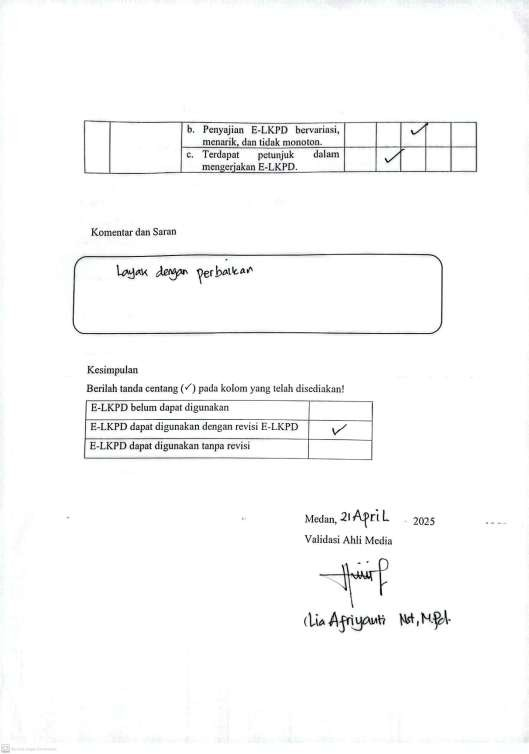 b. Penyajian E-LKPD bervariasi,
menarik, dan tidak monoton.
✓
c. Terdapat petunjuk dalam
mengerjakan E-LKPD.
✓
Komentar dan Saran
Layak dengan perbaikan
Kesimpulan
Berilah tanda centang (✓) pada kolom yang telah disediakan!
E-LKPD belum dapat digunakan
E-LKPD dapat digunakan dengan revisi E-LKPD ✓
E-LKPD dapat digunakan tanpa revisi
Medan, 21 April 2025
Validasi Ahli Media
(Lia Afriyanti Nst, M.Pd.